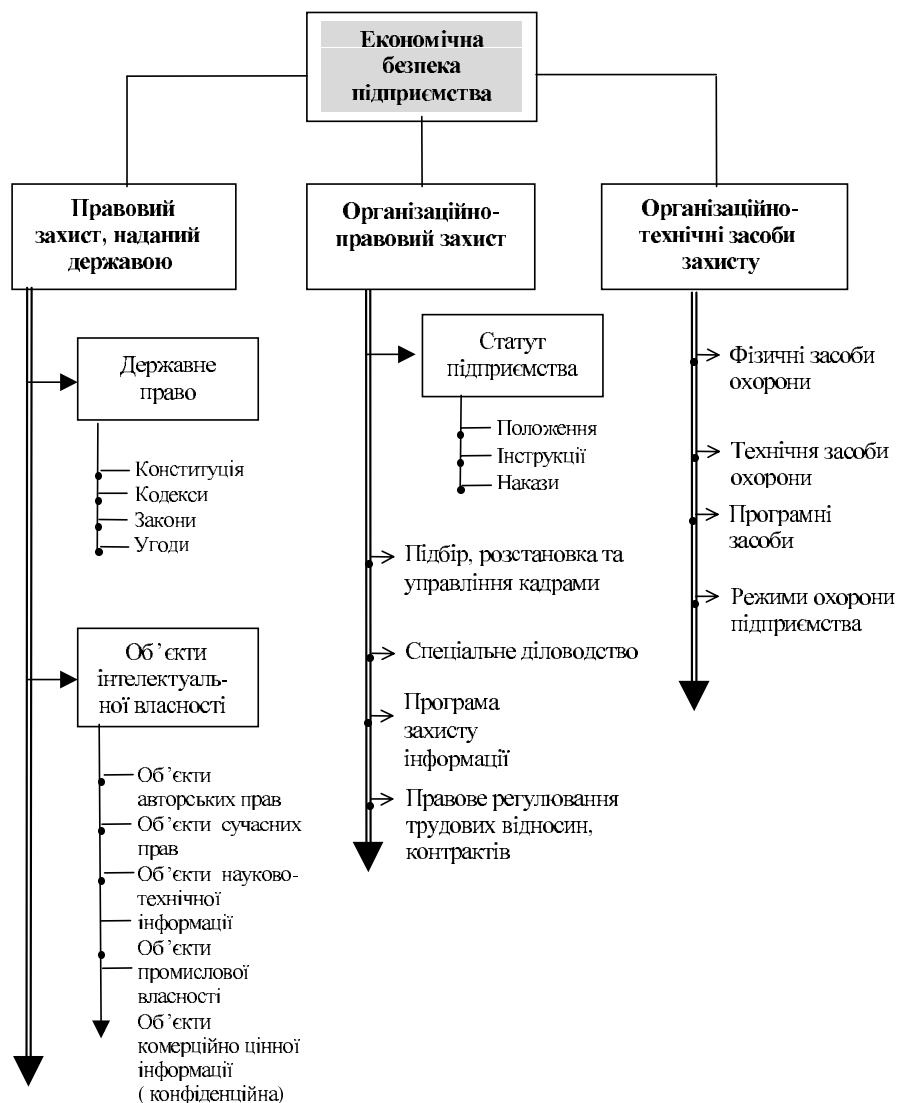 Економічна
безпека
підприємства
Правовий
захист, наданий
державою
Державне
право
Конституція
Кодекси
Закони
Угоди
Об’єкти
інтелектуаль-
ної власності
Об’єкти
авторських прав
Об’єкти сучасних
прав
Об’єкти науково-
технічної
інформації
Об’єкти
промислової
власності
Об’єкти
комерційно цінної
інформації
( конфіденційна)
Організаційно-
правовий захист
Статут
підприємства
Положення
Інструкції
Накази
Підбір, розстановка та
управління кадрами
Спеціальне діловодство
Програма
захисту
інформації
Правове регулювання
трудових відносин,
контрактів
Організаційно-
технічні засоби
захисту
Фізичні засоби
охорони
Технічня засоби
охорони
Програмні
засоби
Режими охорони
підприємства